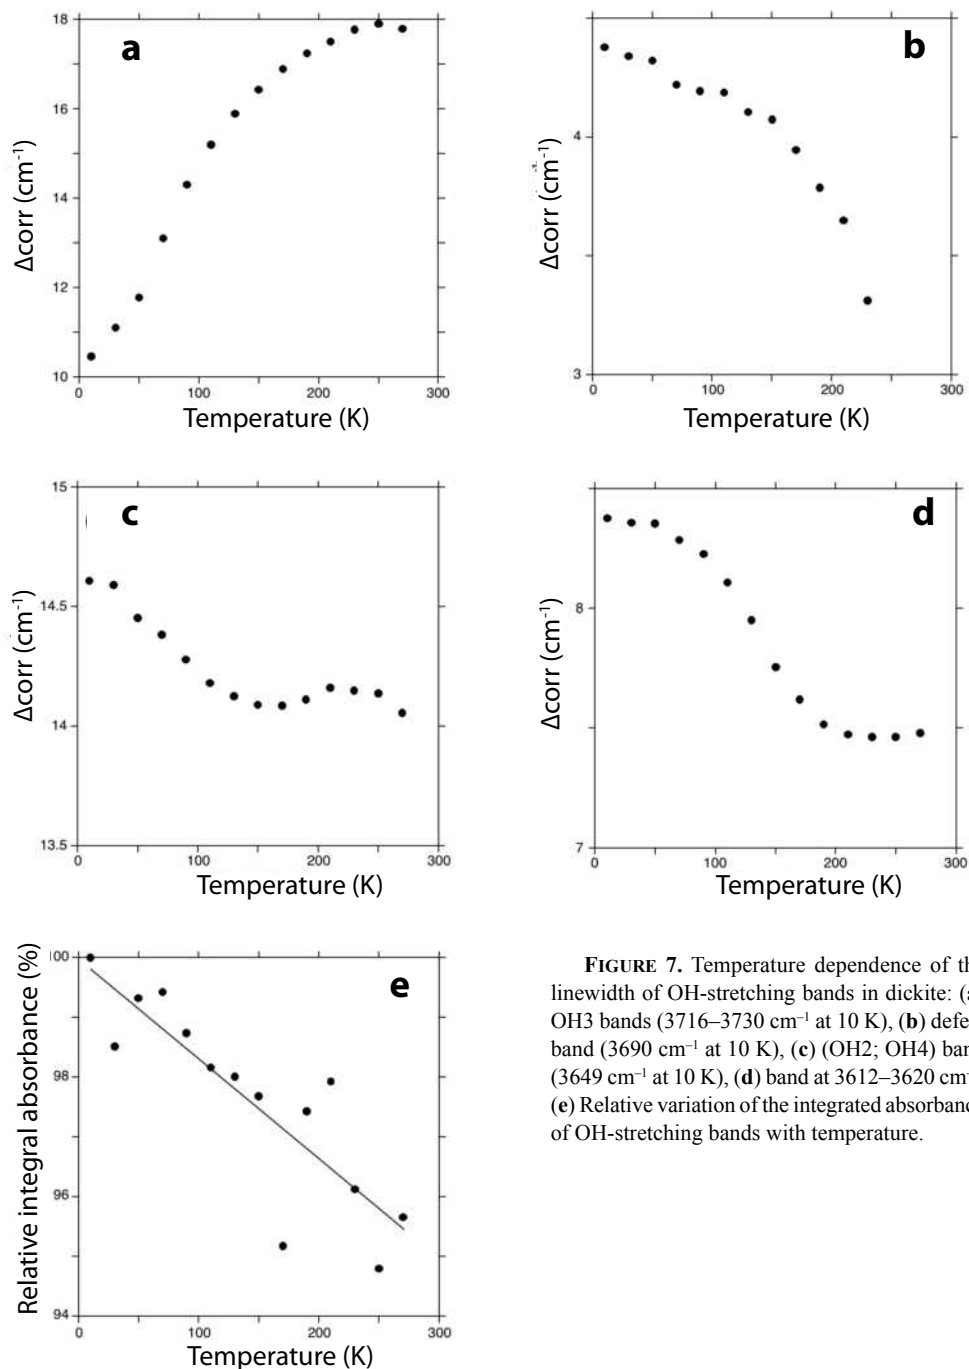 a
18
16
14
12
10
0
100
200
300
Δcorr (cm⁻¹)
Temperature (K)
b
4
3
0
100
200
300
Δcorr (cm⁻¹)
Temperature (K)
c
15
14.5
14
13.5
0
100
200
300
Δcorr (cm⁻¹)
Temperature (K)
d
8
7
0
100
200
300
Δcorr (cm⁻¹)
Temperature (K)
e
100
98
96
94
0
100
200
300
Relative integral absorbance (%)
Temperature (K)
FIGURE 7. Temperature dependence of th
linewidth of OH-stretching bands in dickite: (a
OH3 bands (3716–3730 cm⁻¹ at 10 K), (b) defe
band (3690 cm⁻¹ at 10 K), (c) (OH2; OH4) ban
(3649 cm⁻¹ at 10 K), (d) band at 3612–3620 cm⁻
(e) Relative variation of the integrated absorbanc
of OH-stretching bands with temperature.